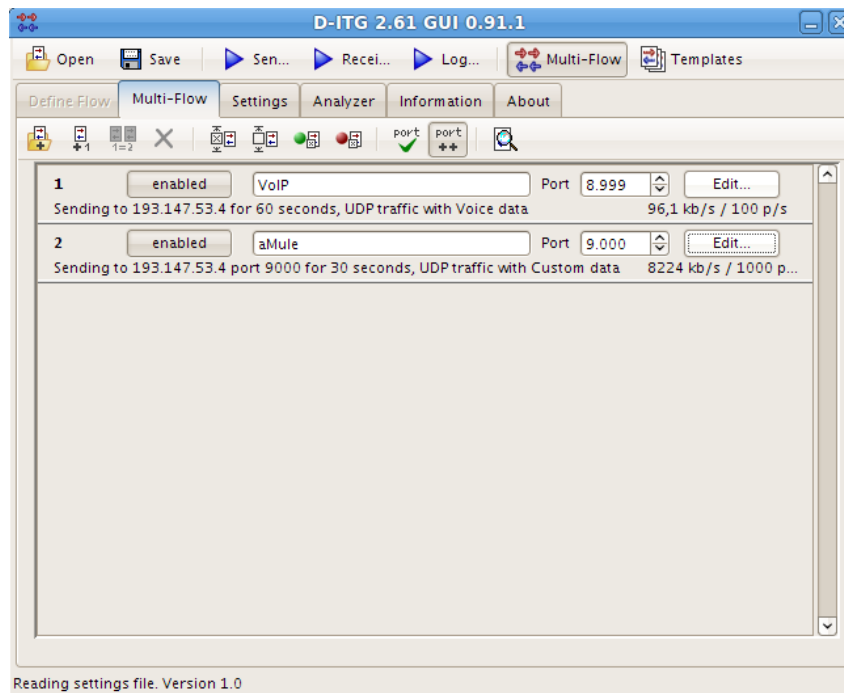 D-ITG 2.61 GUI 0.91.1
Open Save Sen... Recei... Log... Multi-Flow Templates
Define Flow Multi-Flow Settings Analyzer Information About
+1 1=2 port port ++
1 enabled VoIP Port 8.999 Edit...
Sending to 193.147.53.4 for 60 seconds, UDP traffic with Voice data 96,1 kb/s / 100 p/s
2 enabled aMule Port 9.000 Edit...
Sending to 193.147.53.4 port 9000 for 30 seconds, UDP traffic with Custom data 8224 kb/s / 1000 p...
Reading settings file. Version 1.0